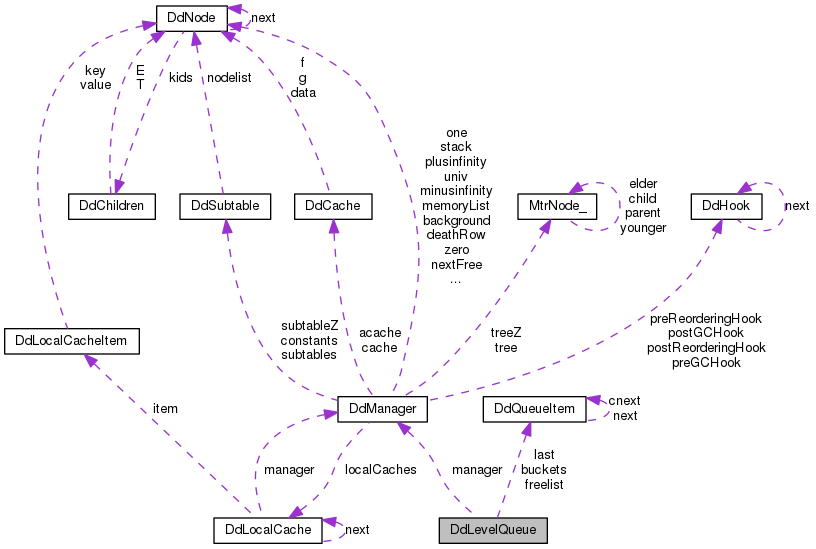 DdNode
next
key
value
E
T
kids
nodelist
f
g
data
one
stack
plusinfinity
univ
minusinfinity
memoryList
background
deathRow
zero
nextFree
...
elder
child
parent
younger
next
DdChildren
DdSubtable
DdCache
MtrNode_
DdHook
DdLocalCacheItem
subtableZ
constants
subtables
acache
cache
treeZ
tree
preReorderingHook
postGCHook
postReorderingHook
preGCHook
item
DdManager
DdQueueItem
cnext
next
manager
localCaches
manager
last
buckets
freelist
DdLocalCache
next
DdLevelQueue